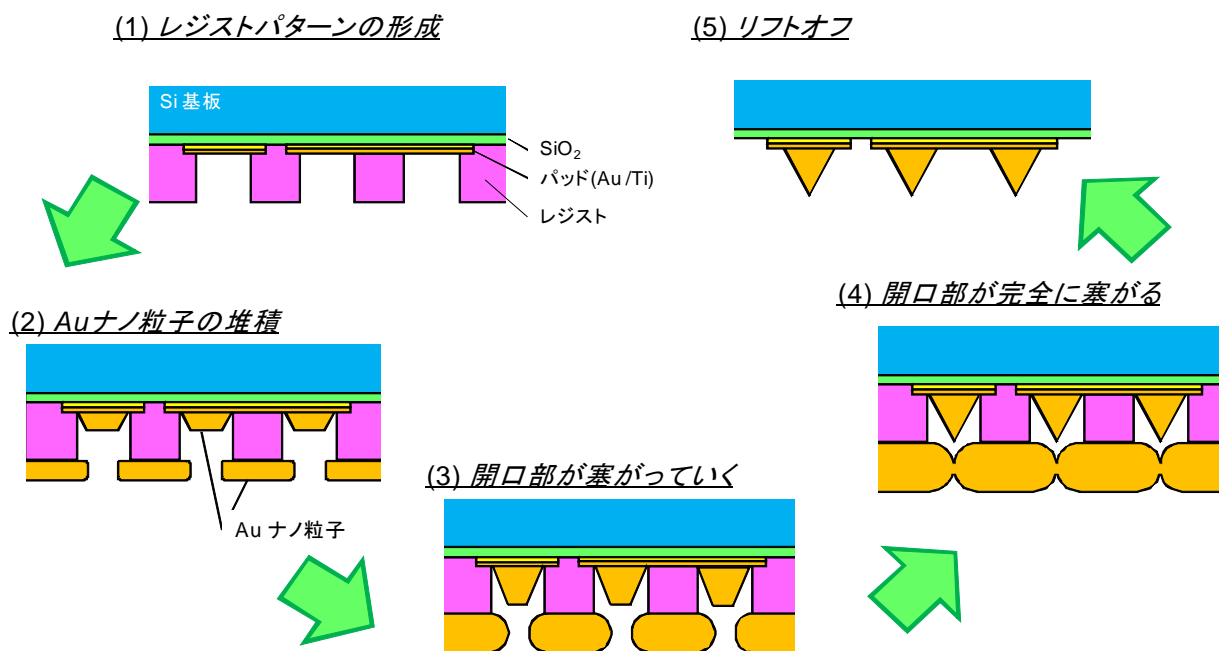 (1) レジストパターンの形成
Si 基板
SiO₂
パッド(Au /Ti)
レジスト
(2) Auナノ粒子の堆積
Au ナノ粒子
(3) 開口部が塞がっていく
(4) 開口部が完全に塞がる
(5) リフトオフ